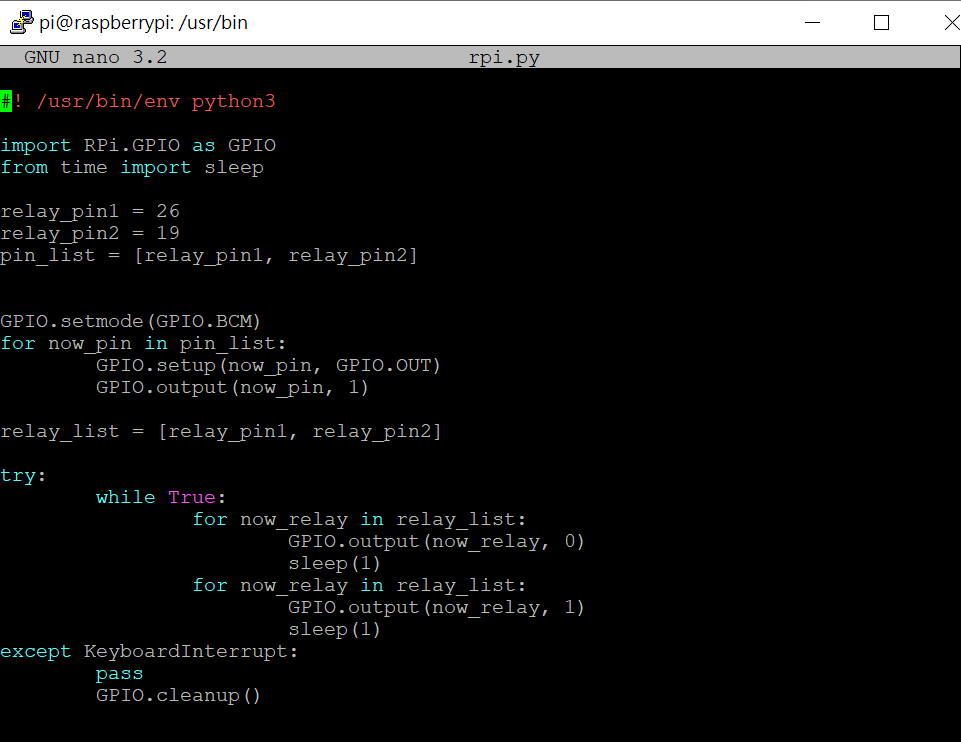 pi@raspberrypi: /usr/bin
GNU nano 3.2 rpi.py
#! /usr/bin/env python3
import RPi.GPIO as GPIO
from time import sleep
relay_pin1 = 26
relay_pin2 = 19
pin_list = [relay_pin1, relay_pin2]
GPIO.setmode(GPIO.BCM)
for now_pin in pin_list:
        GPIO.setup(now_pin, GPIO.OUT)
        GPIO.output(now_pin, 1)
relay_list = [relay_pin1, relay_pin2]
try:
        while True:
                for now_relay in relay_list:
                        GPIO.output(now_relay, 0)
                        sleep(1)
                for now_relay in relay_list:
                        GPIO.output(now_relay, 1)
                        sleep(1)
except KeyboardInterrupt:
        pass
        GPIO.cleanup()